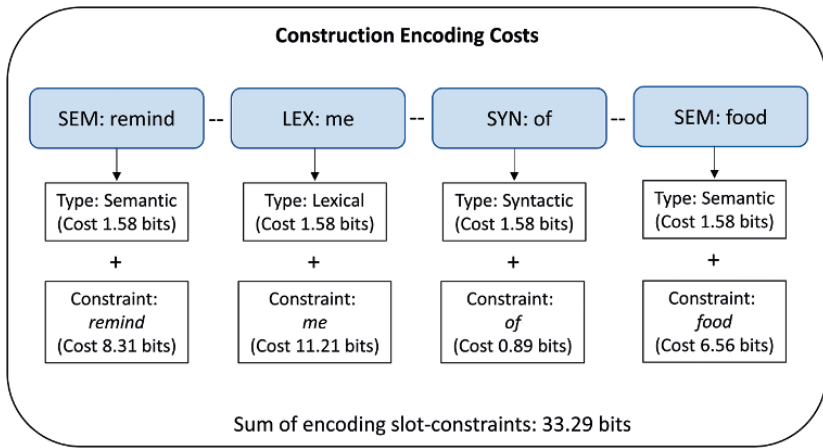 Construction Encoding Costs
SEM: remind -- LEX: me -- SYN: of -- SEM: food
Type: Semantic
(Cost 1.58 bits)
Type: Lexical
(Cost 1.58 bits)
Type: Syntactic
(Cost 1.58 bits)
Type: Semantic
(Cost 1.58 bits)
+ + + +
Constraint:
remind
(Cost 8.31 bits)
Constraint:
me
(Cost 11.21 bits)
Constraint:
of
(Cost 0.89 bits)
Constraint:
food
(Cost 6.56 bits)
Sum of encoding slot-constraints: 33.29 bits